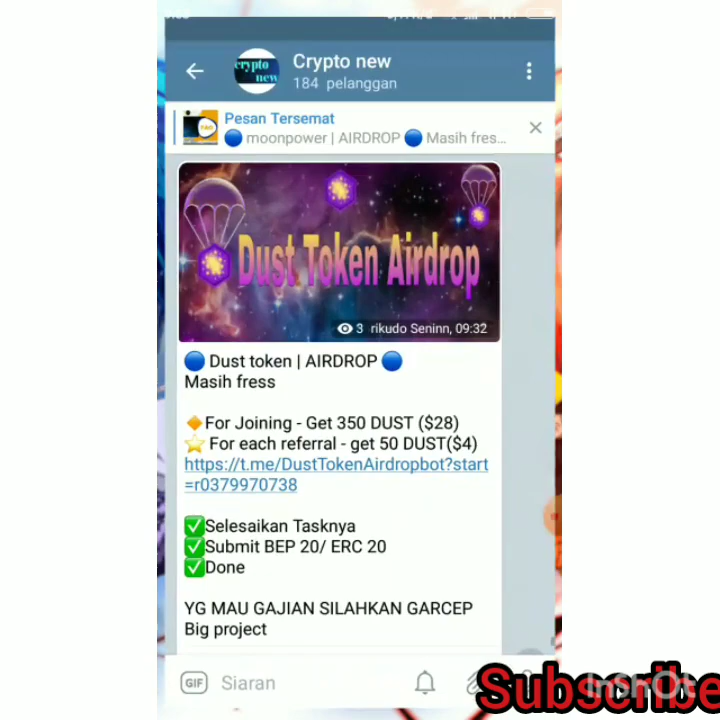 crypto
new
Crypto new
184 pelanggan
Pesan Tersemat
🔵 moonpower | AIRDROP 🔵 Masih fres...
Dust Token Airdrop
3 rikudo Seninn, 09:32
🔵 Dust token | AIRDROP 🔵
Masih fress
🔸For Joining - Get 350 DUST ($28)
⭐ For each referral - get 50 DUST($4)
https://t.me/DustTokenAirdropbot?start
=r0379970738
✅Selesaikan Tasknya
✅Submit BEP 20/ ERC 20
✅Done
YG MAU GAJIAN SILAHKAN GARCEP
Big project
GIF Siaran
Subscribe
InShOt